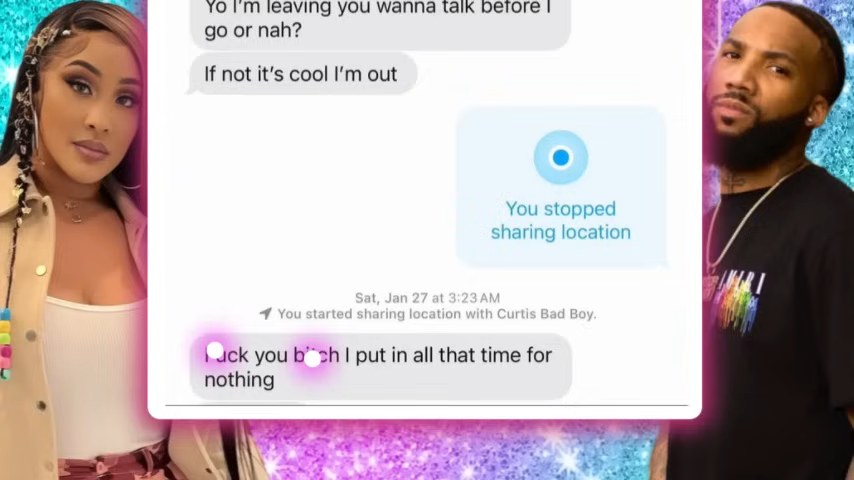 Yo I'm leaving you wanna talk before I
go or nah?
If not it's cool I'm out
You stopped
sharing location
Sat, Jan 27 at 3:23 AM
You started sharing location with Curtis Bad Boy.
uck you b tch I put in all that time for
nothing